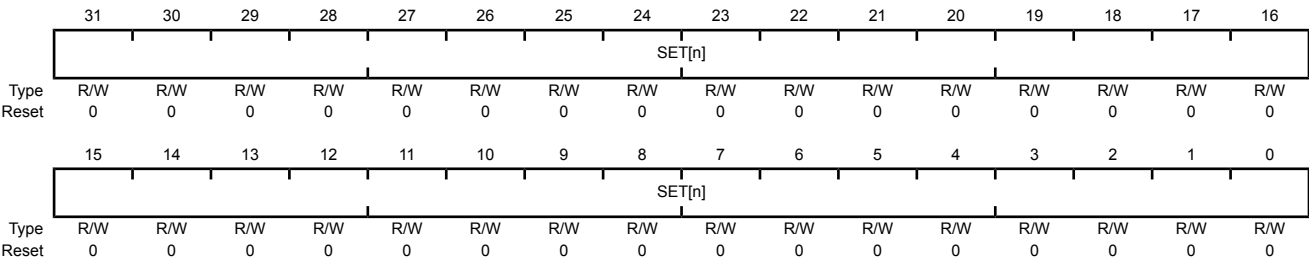 31 30 29 28 27 26 25 24 23 22 21 20 19 18 17 16
SET[n]
Type R/W R/W R/W R/W R/W R/W R/W R/W R/W R/W R/W R/W R/W R/W R/W R/W
Reset 0 0 0 0 0 0 0 0 0 0 0 0 0 0 0 0
15 14 13 12 11 10 9 8 7 6 5 4 3 2 1 0
SET[n]
Type R/W R/W R/W R/W R/W R/W R/W R/W R/W R/W R/W R/W R/W R/W R/W R/W
Reset 0 0 0 0 0 0 0 0 0 0 0 0 0 0 0 0